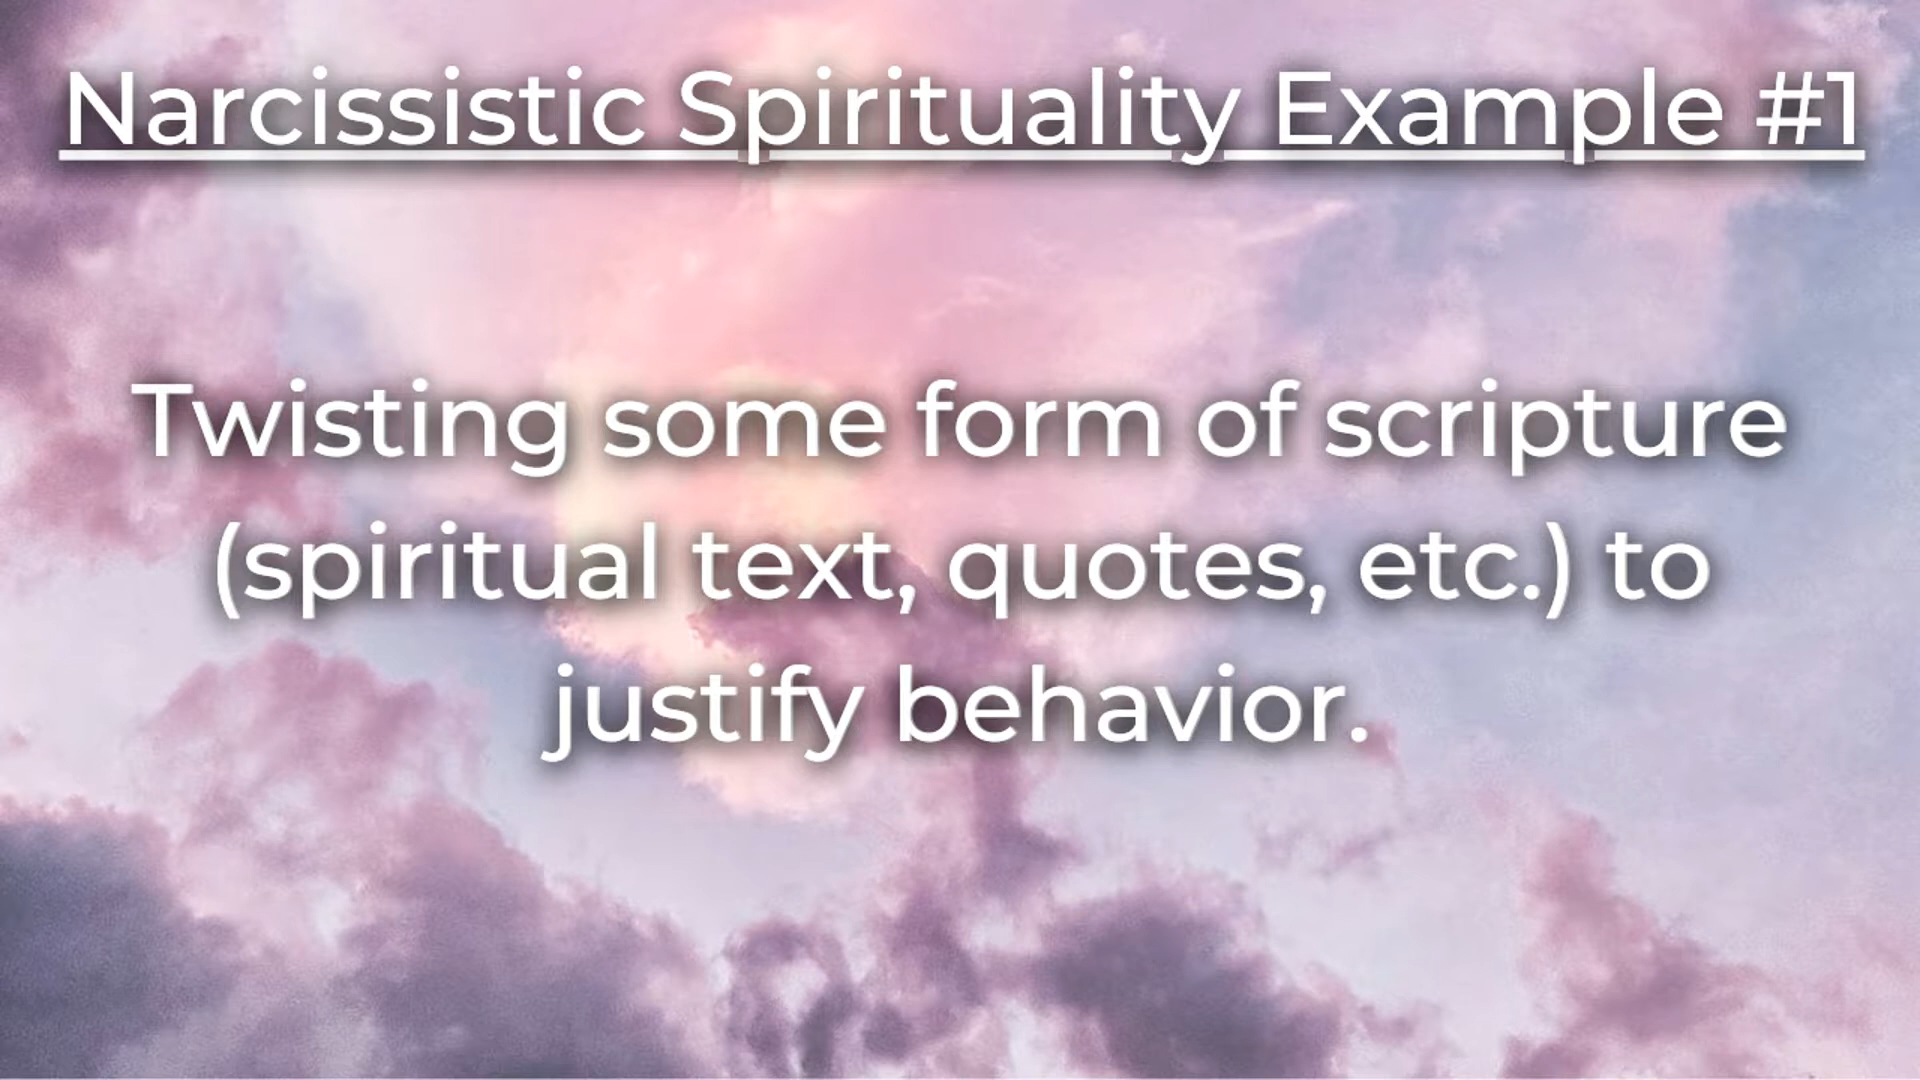 Narcissistic Spirituality Example #1
Twisting some form of scripture
(spiritual text, quotes, etc.) to
justify behavior.